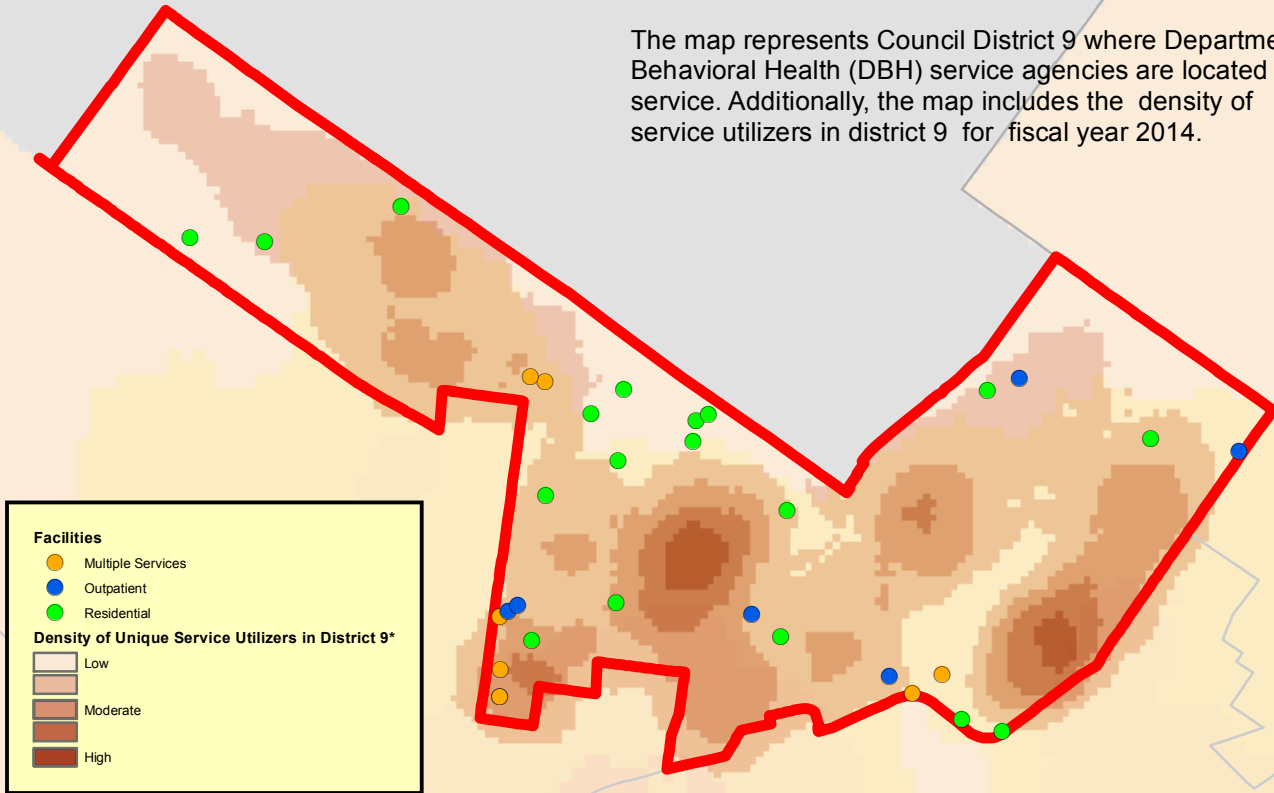 The map represents Council District 9 where Departme
Behavioral Health (DBH) service agencies are located
service. Additionally, the map includes the density of
service utilizers in district 9 for fiscal year 2014.
Facilities
Multiple Services
Outpatient
Residential
Density of Unique Service Utilizers in District 9*
Low
Moderate
High